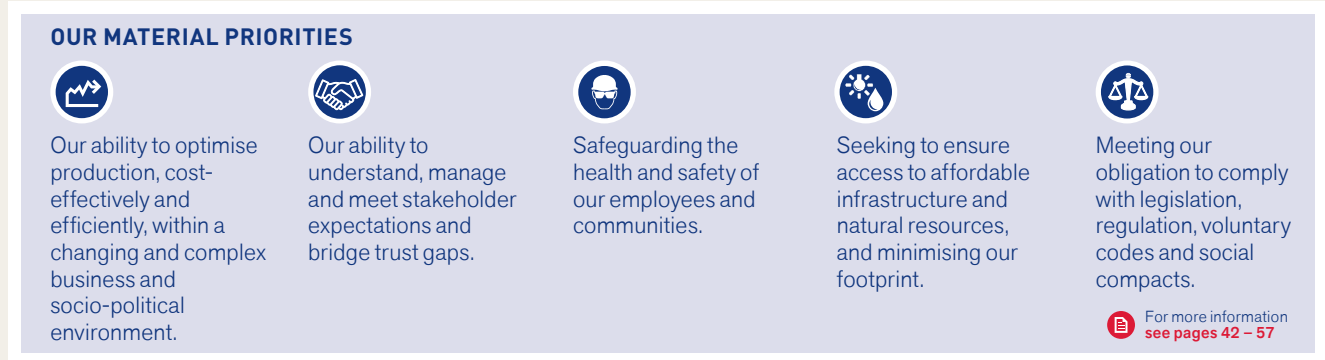 OUR MATERIAL PRIORITIES
Our ability to optimise
production, cost-
effectively and
efficiently, within a
changing and complex
business and
socio-political
environment.
Our ability to
understand, manage
and meet stakeholder
expectations and
bridge trust gaps.
Safeguarding the
health and safety of
our employees and
communities.
Seeking to ensure
access to affordable
infrastructure and
natural resources,
and minimising our
footprint.
Meeting our
obligation to comply
with legislation,
regulation, voluntary
codes and social
compacts.
For more information
see pages 42 – 57